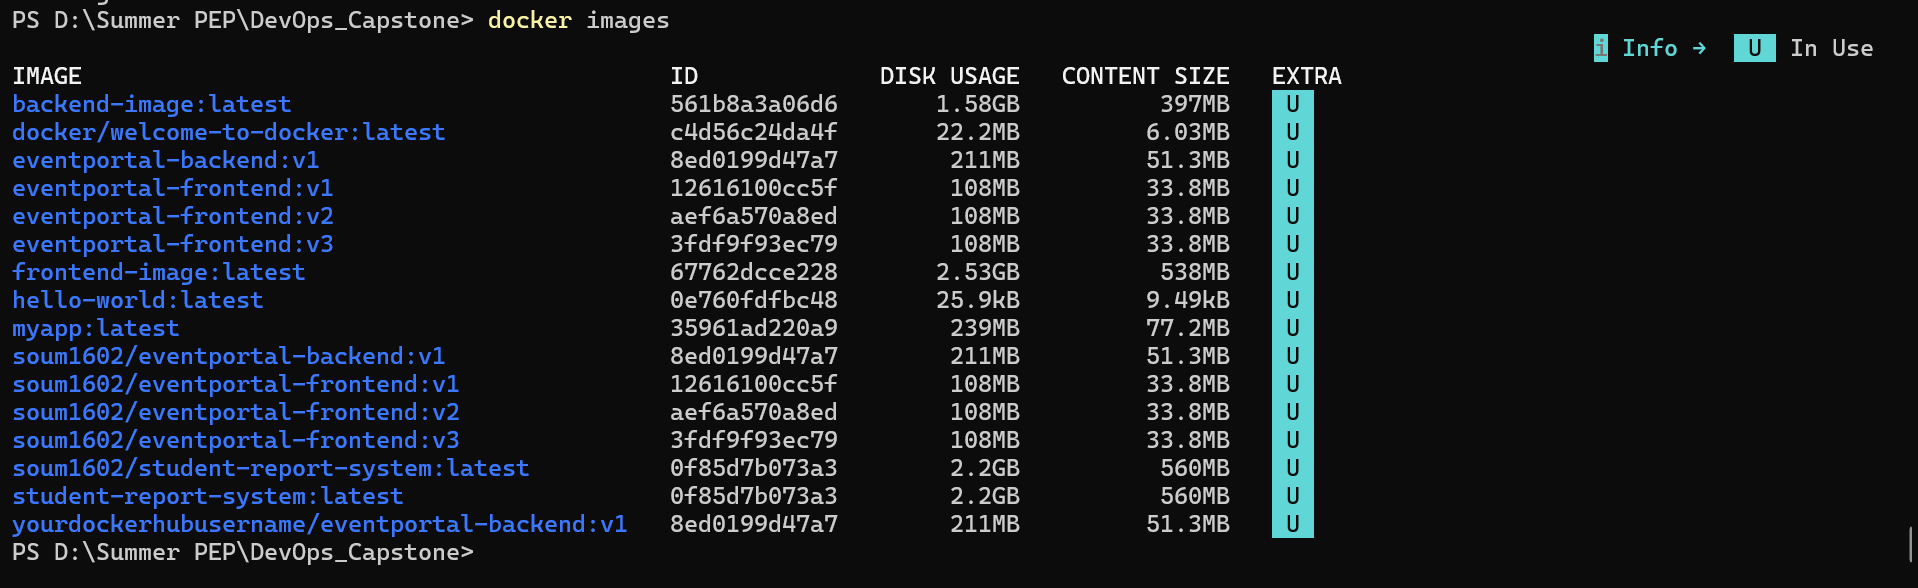 PS D:\Summer PEP\DevOps_Capstone> docker images
i Info → U In Use
IMAGE ID DISK USAGE CONTENT SIZE EXTRA
backend-image:latest 561b8a3a06d6 1.58GB 397MB U
docker/welcome-to-docker:latest c4d56c24da4f 22.2MB 6.03MB U
eventportal-backend:v1 8ed0199d47a7 211MB 51.3MB U
eventportal-frontend:v1 12616100cc5f 108MB 33.8MB U
eventportal-frontend:v2 aef6a570a8ed 108MB 33.8MB U
eventportal-frontend:v3 3fdf9f93ec79 108MB 33.8MB U
frontend-image:latest 67762dcce228 2.53GB 538MB U
hello-world:latest 0e760fdfbc48 25.9kB 9.49kB U
myapp:latest 35961ad220a9 239MB 77.2MB U
soum1602/eventportal-backend:v1 8ed0199d47a7 211MB 51.3MB U
soum1602/eventportal-frontend:v1 12616100cc5f 108MB 33.8MB U
soum1602/eventportal-frontend:v2 aef6a570a8ed 108MB 33.8MB U
soum1602/eventportal-frontend:v3 3fdf9f93ec79 108MB 33.8MB U
soum1602/student-report-system:latest 0f85d7b073a3 2.2GB 560MB U
student-report-system:latest 0f85d7b073a3 2.2GB 560MB U
yourdockerhubusername/eventportal-backend:v1 8ed0199d47a7 211MB 51.3MB U
PS D:\Summer PEP\DevOps_Capstone>